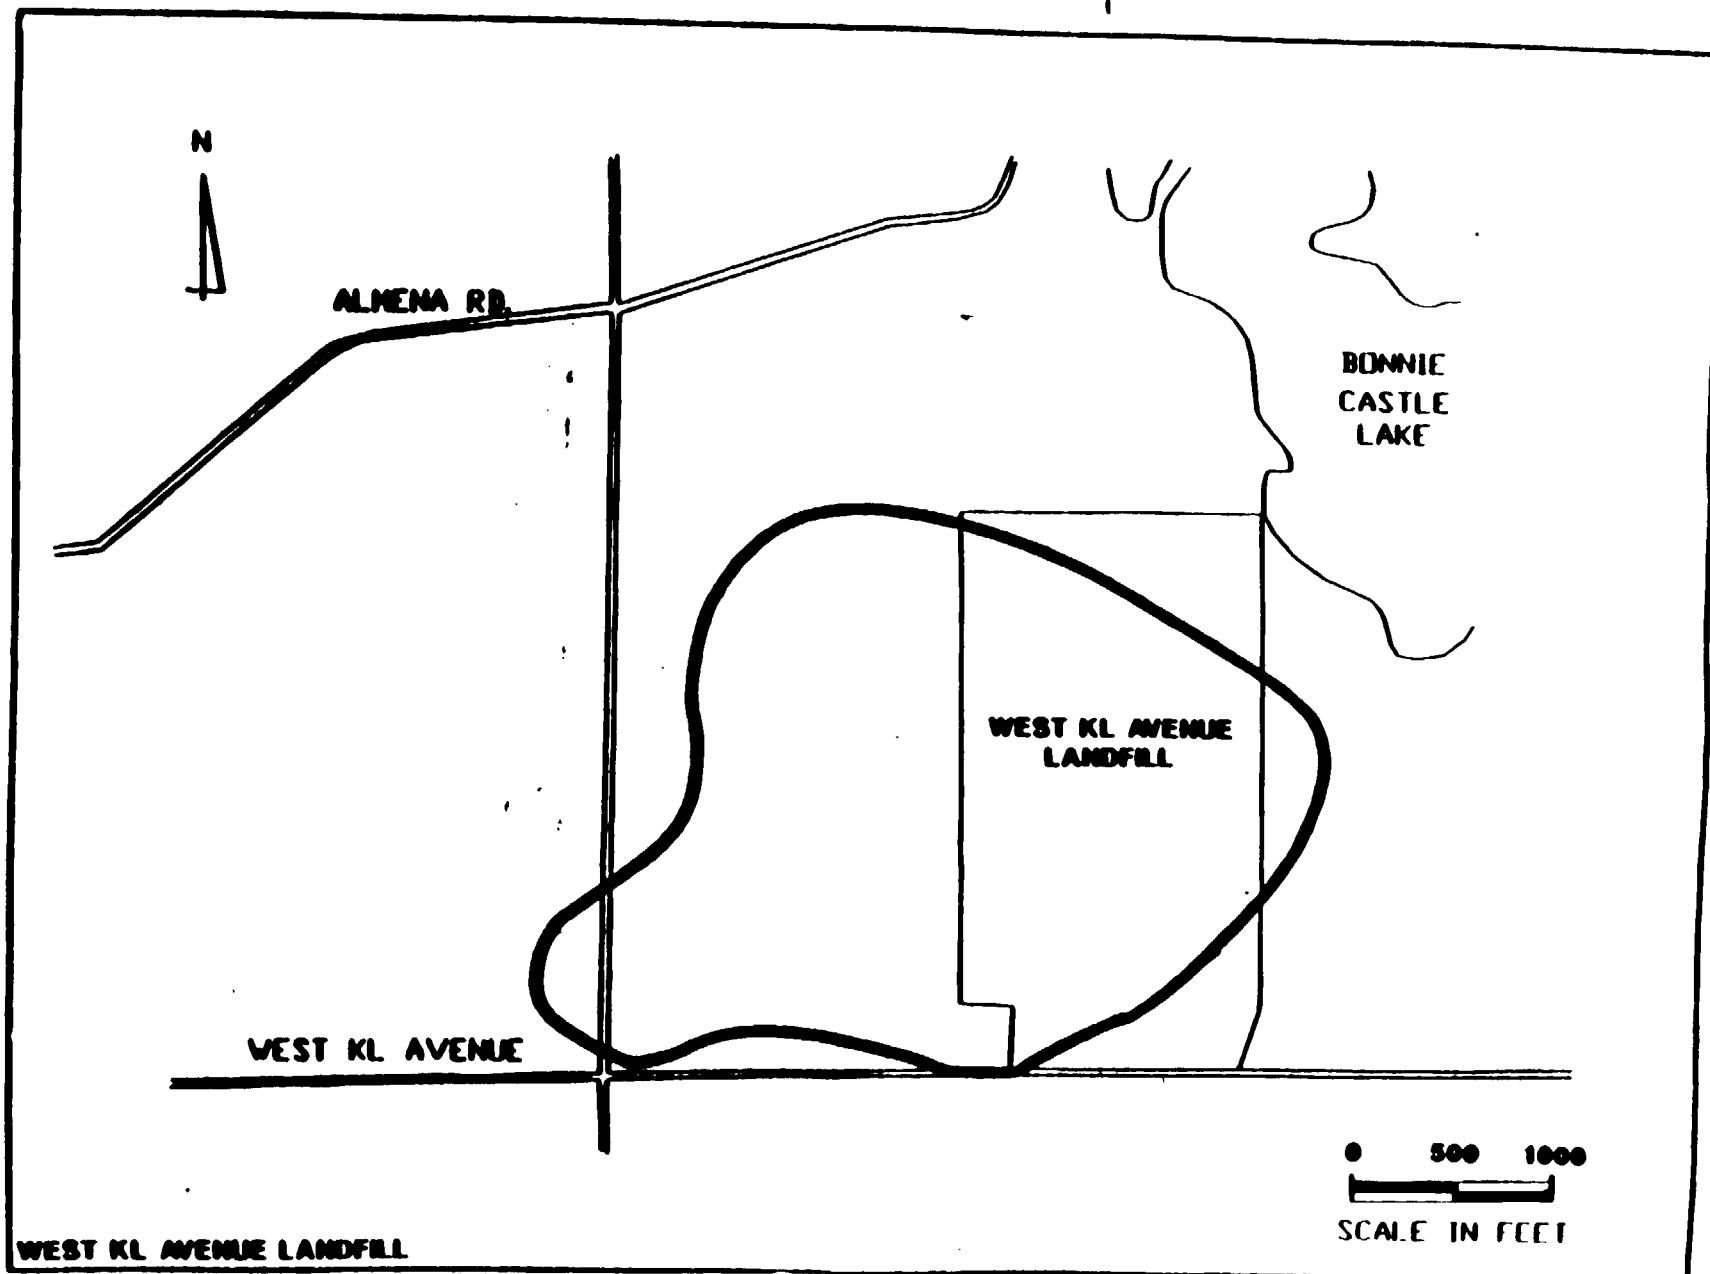 N
ALMENA RD.
BONNIE
CASTLE
LAKE
WEST KL AVENUE
LANDFILL
WEST KL AVENUE
0 500 1000
SCALE IN FEET
WEST KL AVENUE LANDFILL